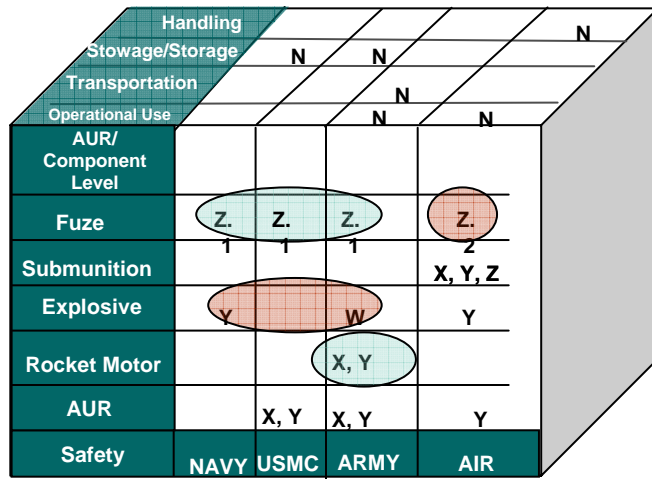 Handling
N
Stowage/Storage
N N
Transportation
N
Operational Use
N N
AUR/
Component
Level
Fuze
Z. Z. Z. Z.
1 1 1 2
Submunition
X, Y, Z
Explosive
Y W Y
Rocket Motor
X, Y
AUR
X, Y X, Y Y
Safety
NAVY USMC ARMY AIR